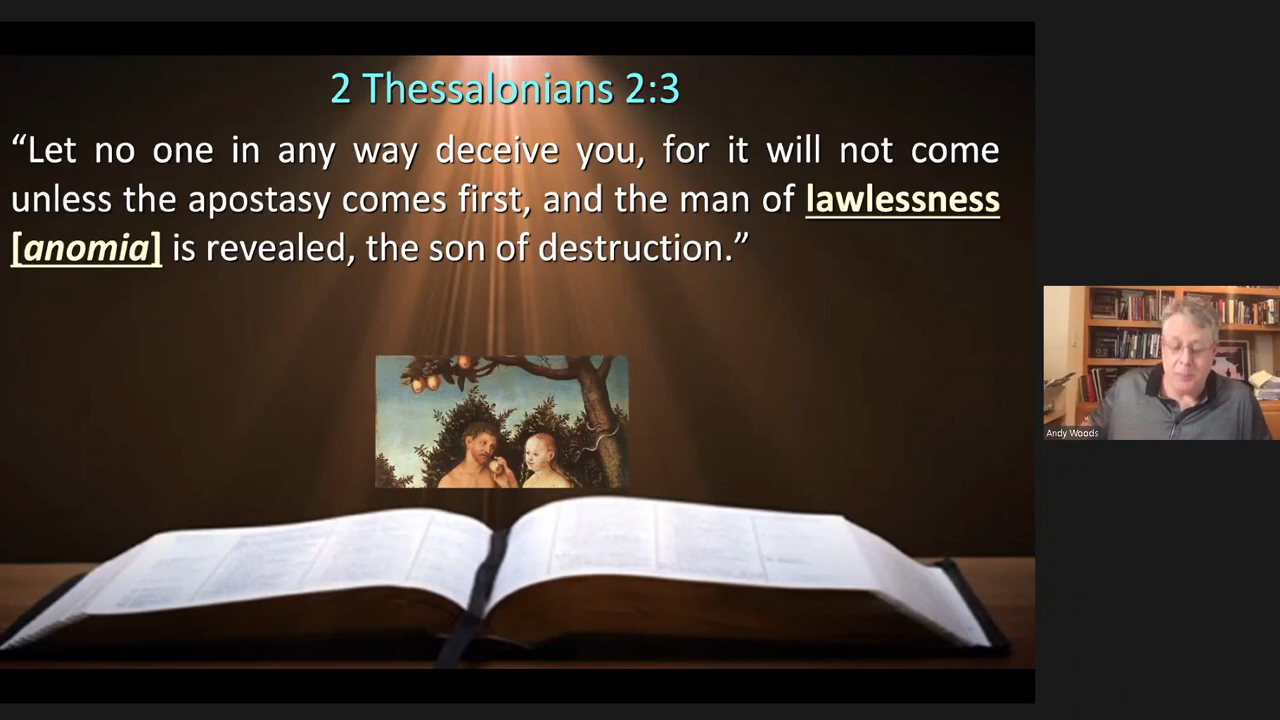 2 Thessalonians 2:3
“Let no one in any way deceive you, for it will not come
unless the apostasy comes first, and the man of lawlessness
[anomia] is revealed, the son of destruction.”
Andy Woods